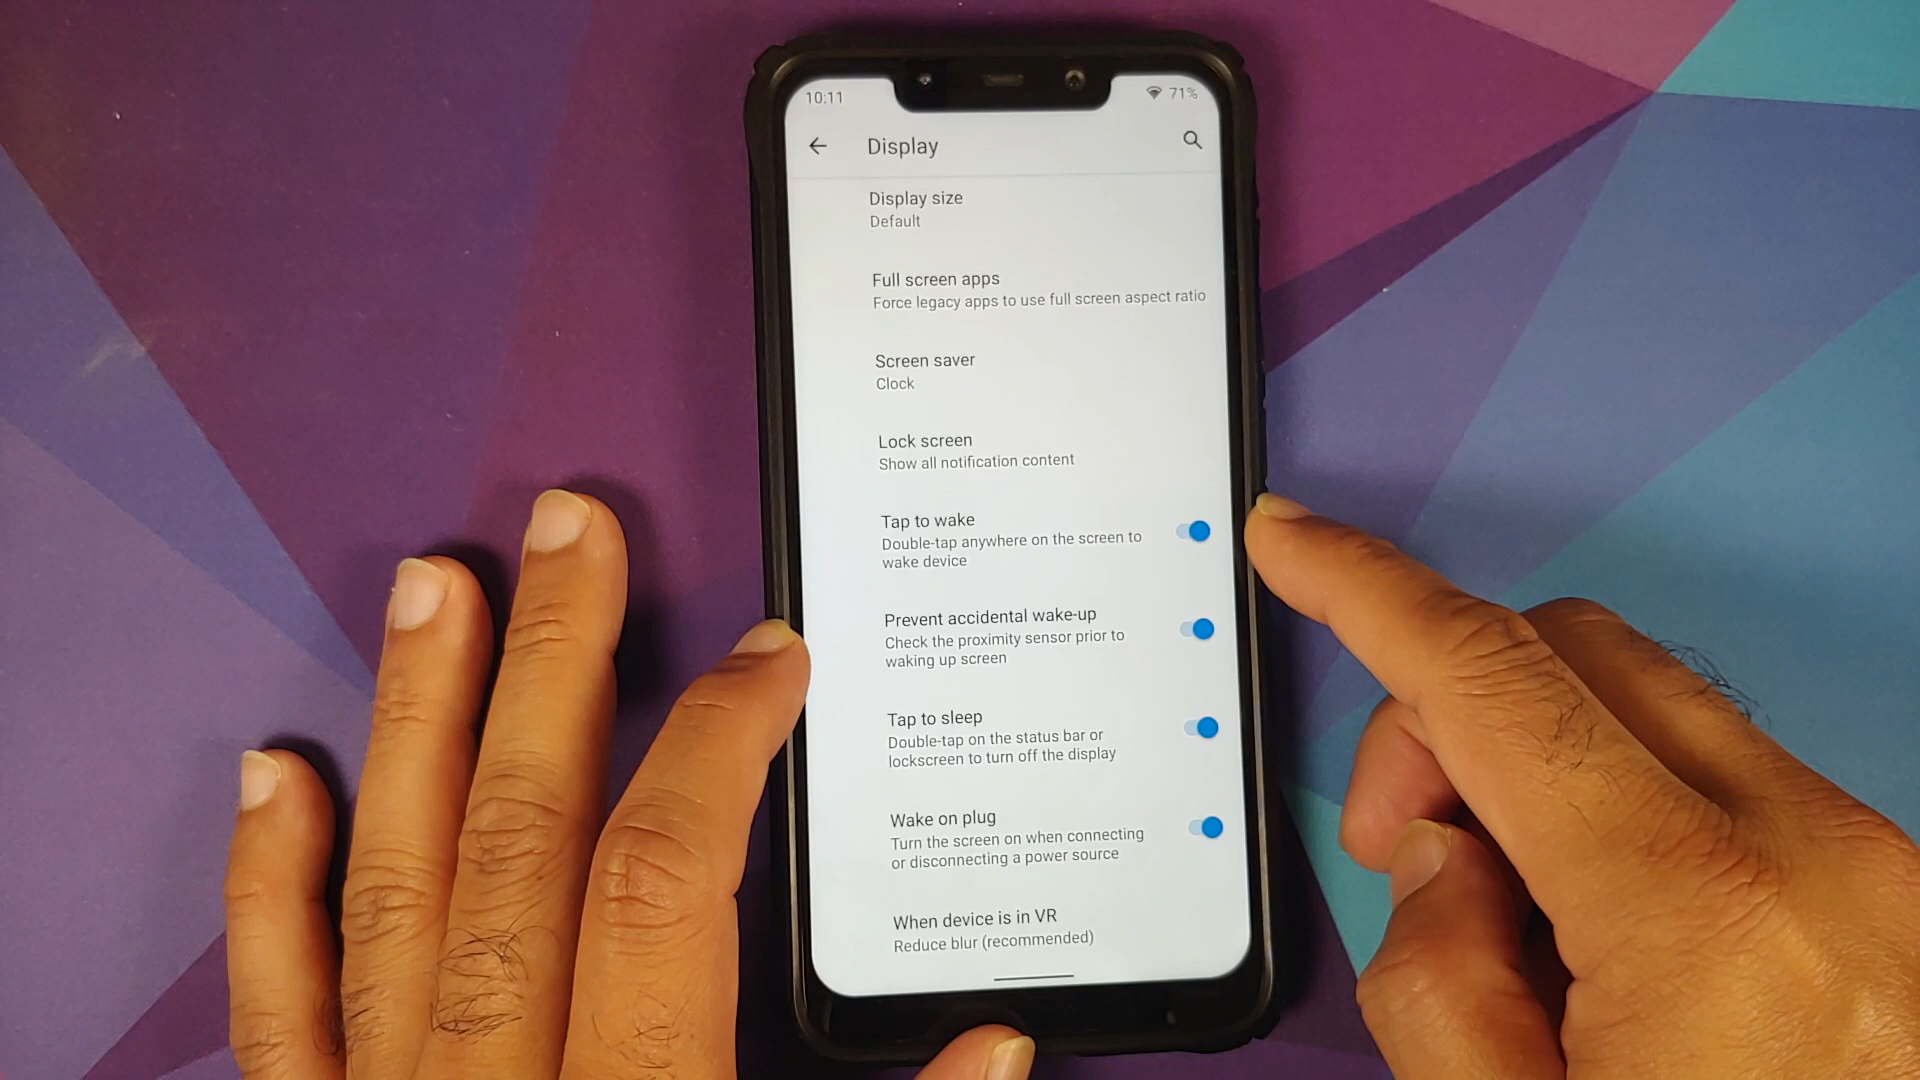 10:11
71%
Display
Display size
Default
Full screen apps
Force legacy apps to use full screen aspect ratio
Screen saver
Clock
Lock screen
Show all notification content
Tap to wake
Double-tap anywhere on the screen to
wake device
Prevent accidental wake-up
Check the proximity sensor prior to
waking up screen
Tap to sleep
Double-tap on the status bar or
lockscreen to turn off the display
Wake on plug
Turn the screen on when connecting
or disconnecting a power source
When device is in VR
Reduce blur (recommended)